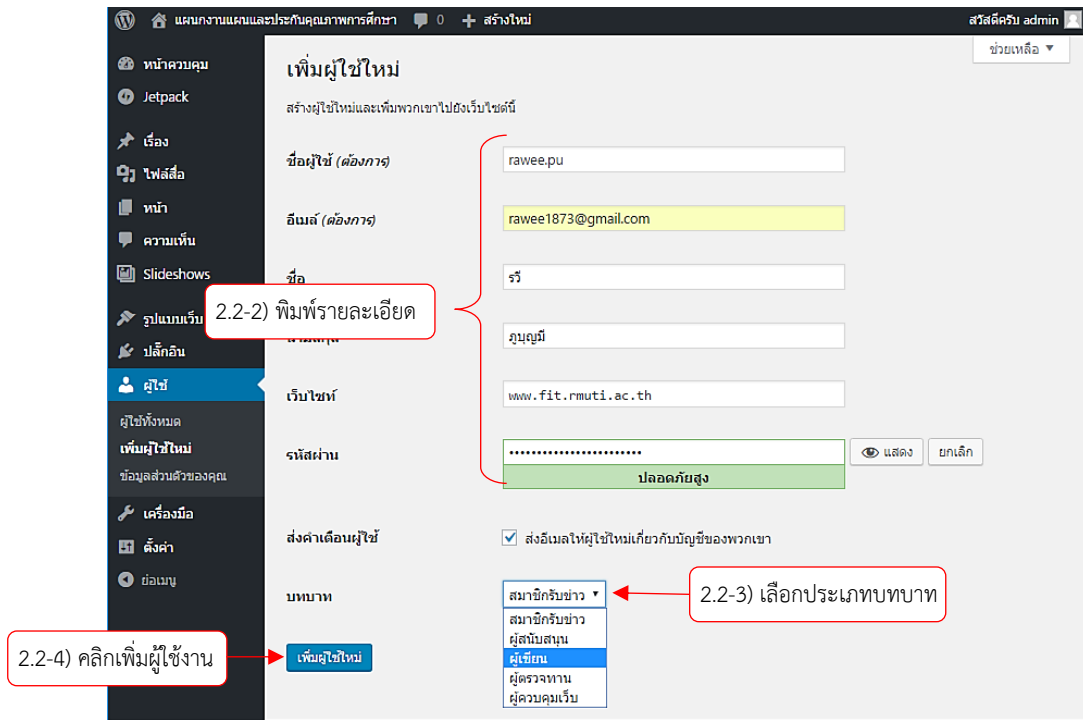 แผนกงานแผนและประกันคุณภาพการศึกษา 0 + สร้างใหม่ สวัสดีครับ admin
ช่วยเหลือ ▼
หน้าควบคุม
Jetpack
เรื่อง
ไฟล์สื่อ
หน้า
ความเห็น
Slideshows
รูปแบบเว็บ
ปลั๊กอิน
ผู้ใช้
ผู้ใช้ทั้งหมด
เพิ่มผู้ใช้ใหม่
ข้อมูลส่วนตัวของคุณ
เครื่องมือ
ตั้งค่า
ย่อเมนู
เพิ่มผู้ใช้ใหม่
สร้างผู้ใช้ใหม่และเพิ่มพวกเขาไปยังเว็บไซต์นี้
ชื่อผู้ใช้ (ต้องการ) rawee.pu
อีเมล์ (ต้องการ) rawee1873@gmail.com
ชื่อ รวี
2.2-2) พิมพ์รายละเอียด
ภูบุญมี
เว็บไซท์ www.fit.rmuti.ac.th
รหัสผ่าน •••••••••••••••••••••••• แสดง ยกเลิก
ปลอดภัยสูง
ส่งคำเตือนผู้ใช้ ส่งอีเมลให้ผู้ใช้ใหม่เกี่ยวกับบัญชีของพวกเขา
บทบาท สมาชิกรับข่าว ▼
2.2-3) เลือกประเภทบทบาท
สมาชิกรับข่าว
ผู้สนับสนุน
ผู้เขียน
ผู้ตรวจทาน
ผู้ควบคุมเว็บ
2.2-4) คลิกเพิ่มผู้ใช้งาน
เพิ่มผู้ใช้ใหม่